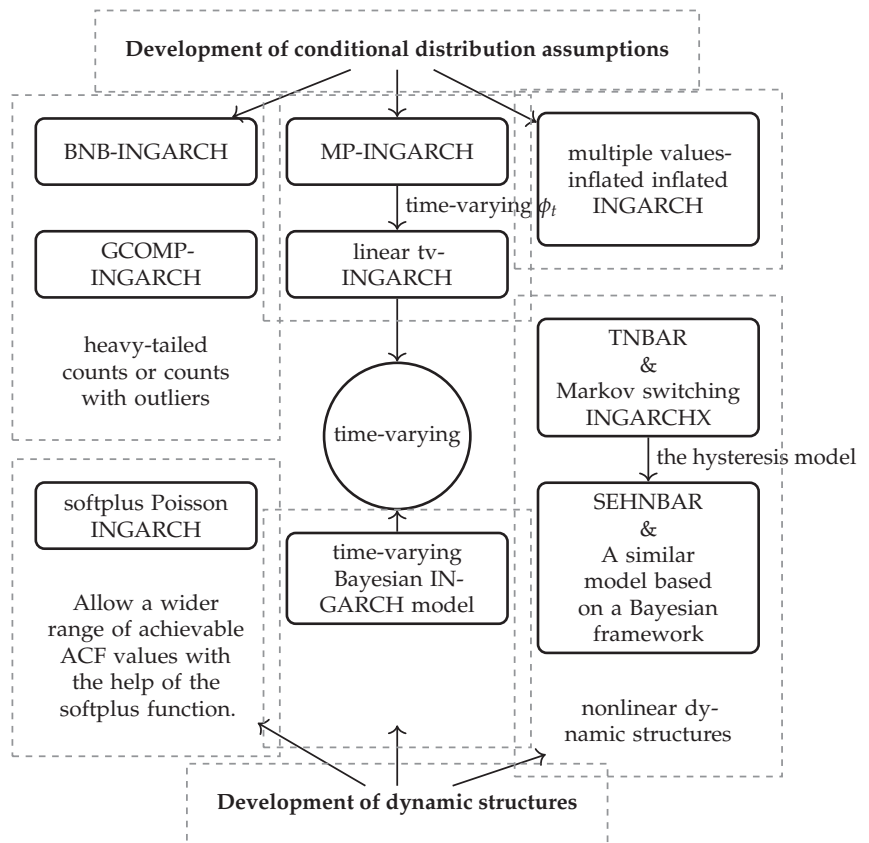 Development of conditional distribution assumptions
BNB-INGARCH
MP-INGARCH
multiple values-
inflated inflated
INGARCH
time-varying ϕt
GCOMP-
INGARCH
linear tv-
INGARCH
heavy-tailed
counts or counts
with outliers
time-varying
TNBAR
&
Markov switching
INGARCHX
the hysteresis model
softplus Poisson
INGARCH
SEHNBAR
&
A similar
model based
on a Bayesian
framework
time-varying
Bayesian IN-
GARCH model
Allow a wider
range of achievable
ACF values with
the help of the
softplus function.
nonlinear dy-
namic structures
Development of dynamic structures